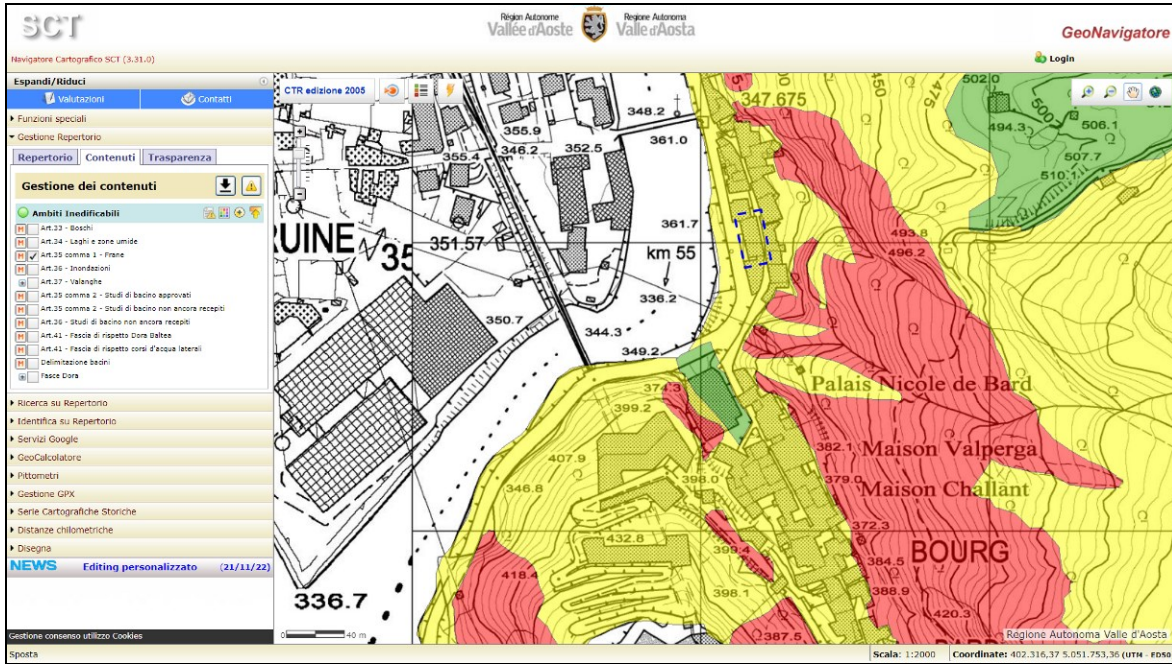 SCT
Région Autonome
Vallée d'Aoste
Regione Autonoma
Valle d'Aosta
GeoNavigatore
Navigatore Cartografico SCT (3.31.0)
Login
Espandi/Riduci
Valutazioni
Contatti
Funzioni speciali
Gestione Repertorio
Repertorio
Contenuti
Trasparenza
Gestione dei contenuti
Ambiti Inedificabili
Art.33 - Boschi
Art.34 - Laghi e zone umide
Art.35 comma 1 - Frane
Art.36 - Inondazioni
Art.37 - Valanghe
Art.35 comma 2 - Studi di bacino approvati
Art.35 comma 2 - Studi di bacino non ancora recepiti
Art.36 - Studi di bacino non ancora recepiti
Art.41 - Fascia di rispetto Dora Baltea
Art.41 - Fascia di rispetto corsi d'acqua laterali
Delimitazione bacini
Fasce Dora
Ricerca su Repertorio
Identifica su Repertorio
Servizi Google
GeoCalcolatore
Pittometri
Gestione GPX
Serie Cartografiche Storiche
Distanze chilometriche
Disegna
NEWS Editing personalizzato (21/11/22)
Gestione consenso utilizzo Cookies
Sposta
CTR edizione 2005
348.2
347.675
450
475
502.0
500
494.3
506.1
507.7
510.1
355.9
346.2
352.5
361.0
355.4
361.7
RUINE
351.57
35
km 55
493.8
496.2
336.2
350.7
344.3
349.2
374.3
399.2
Palais Nicole de Bard
382.1
Maison Valperga
407.9
398.0
379.0
Maison Challant
346.8
372.3
432.8
399.4
384.5
BOURG
418.4
398.1
388.9
336.7
420.3
387.5
0
40 m
Regione Autonoma Valle d'Aosta
Scala: 1:2000
Coordinate: 402.316,37 5.051.753,36 (UTM - ED50